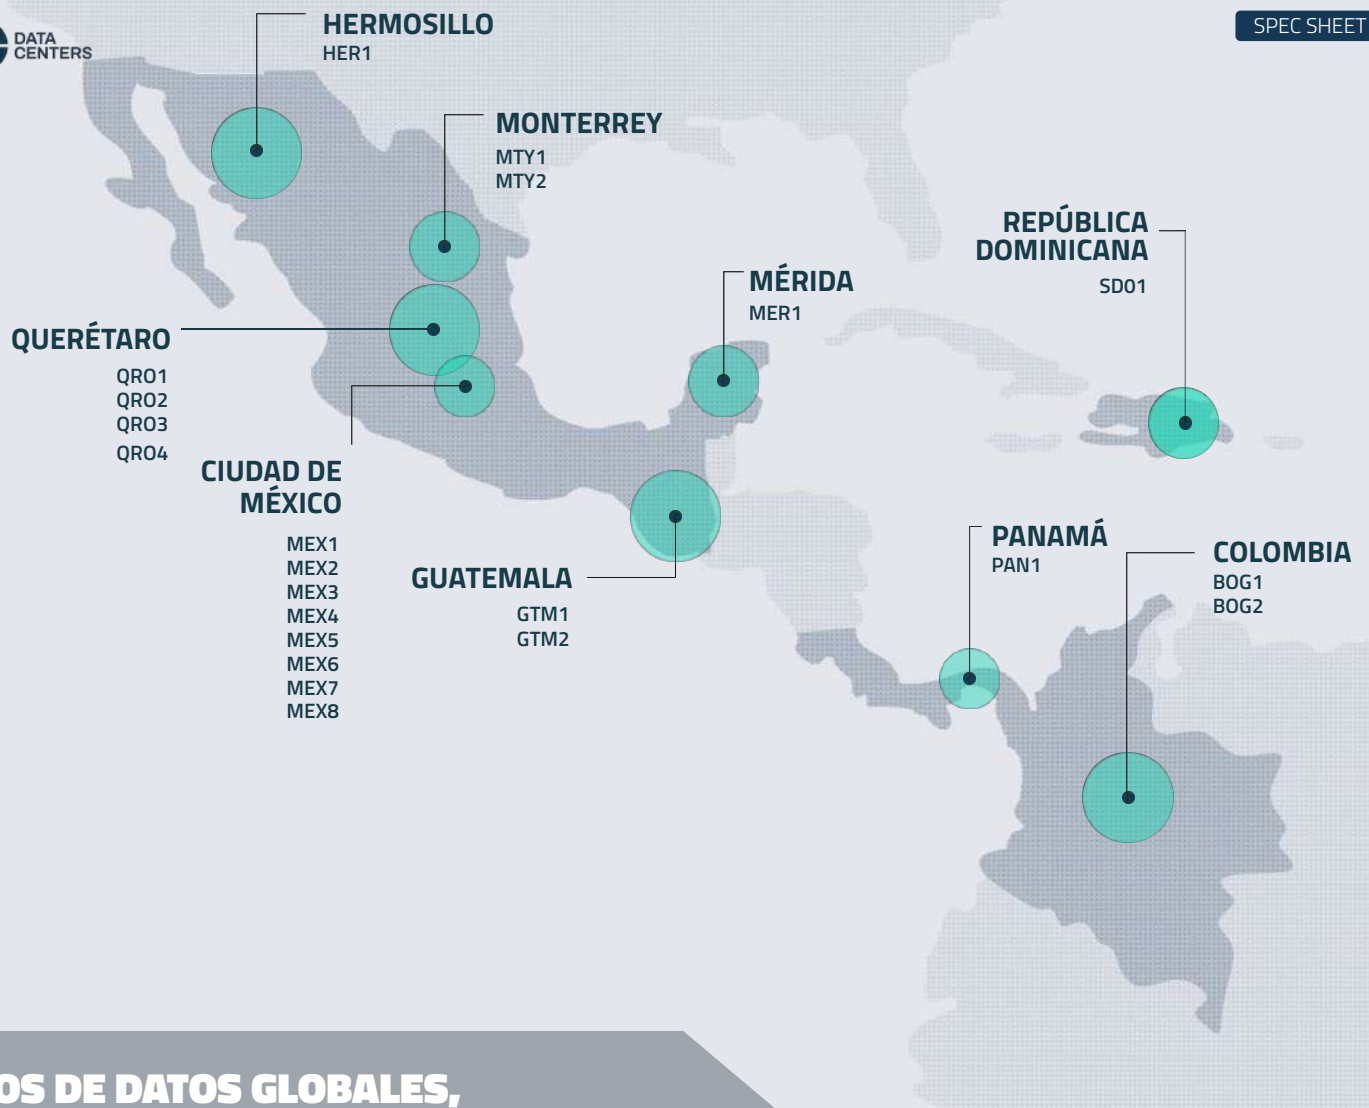 DATA
CENTERS
SPEC SHEET
HERMOSILLO
HER1
MONTERREY
MTY1
MTY2
REPÚBLICA
DOMINICANA
SD01
MÉRIDA
MER1
QUERÉTARO
QRO1
QRO2
QRO3
QRO4
CIUDAD DE
MÉXICO
MEX1
MEX2
MEX3
MEX4
MEX5
MEX6
MEX7
MEX8
GUATEMALA
GTM1
GTM2
PANAMÁ
PAN1
COLOMBIA
BOG1
BOG2
OS DE DATOS GLOBALES,